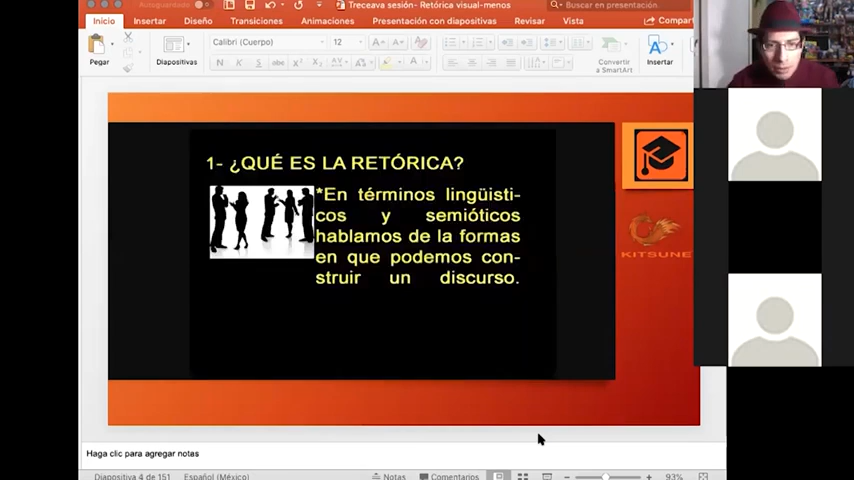 Autoguardado
Treceava sesión- Retórica visual-menos
Buscar en presentación
Inicio
Insertar
Diseño
Transiciones
Animaciones
Presentación con diapositivas
Revisar
Vista
Compart
Pegar
Diapositivas
Calibri (Cuerpo)
12
Convertir
a SmartArt
Insertar
1- ¿QUÉ ES LA RETÓRICA?
*En términos lingüisti-
cos y semióticos
hablamos de la formas
en que podemos con-
struir un discurso.
KITSUNE
Haga clic para agregar notas
Diapositiva 4 de 151
Español (México)
Notas
Comentarios
93%